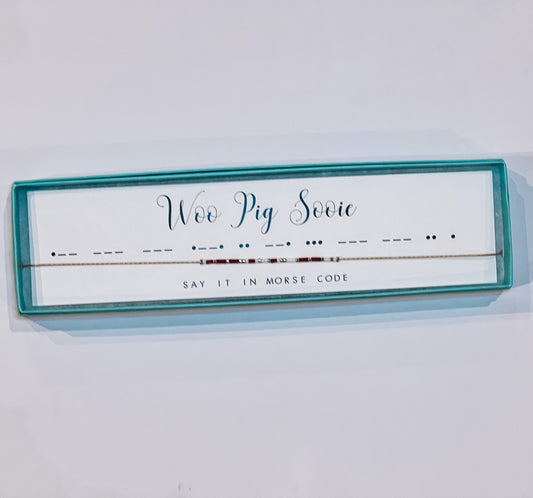 Woo Pig Sooie
•—— ——— ——— •——• •• ——• ••• ——— ——— •• •
SAY IT IN MORSE CODE